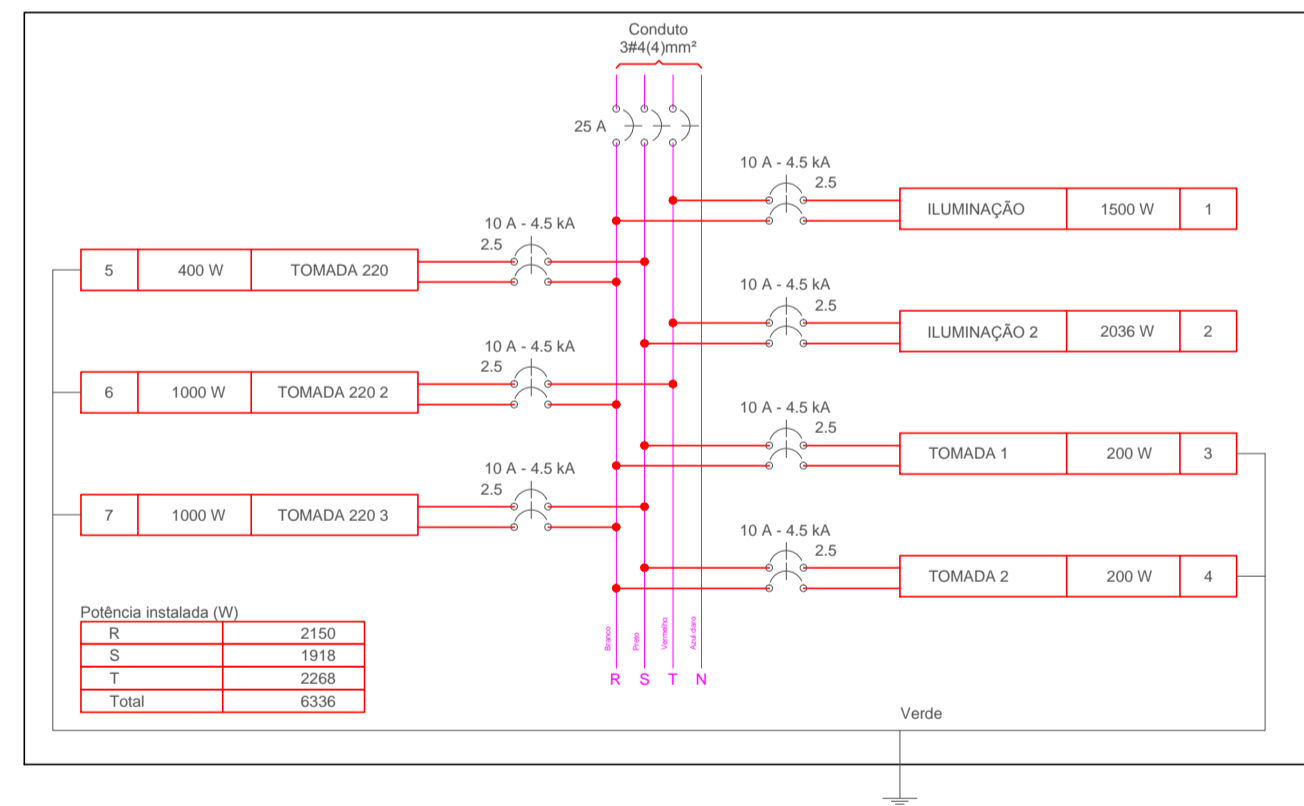 Conduto
3#4(4)mm²
25 A
10 A - 4.5 kA
2.5
ILUMINAÇÃO 1500 W 1
10 A - 4.5 kA
2.5
5 400 W TOMADA 220
10 A - 4.5 kA
2.5
ILUMINAÇÃO 2 2036 W 2
10 A - 4.5 kA
2.5
6 1000 W TOMADA 220 2
10 A - 4.5 kA
2.5
TOMADA 1 200 W 3
10 A - 4.5 kA
2.5
7 1000 W TOMADA 220 3
10 A - 4.5 kA
2.5
TOMADA 2 200 W 4
Potência instalada (W)
R 2150
S 1918
T 2268
Total 6336
Branco
Preto
Vermelho
Azul claro
R S T N
Verde